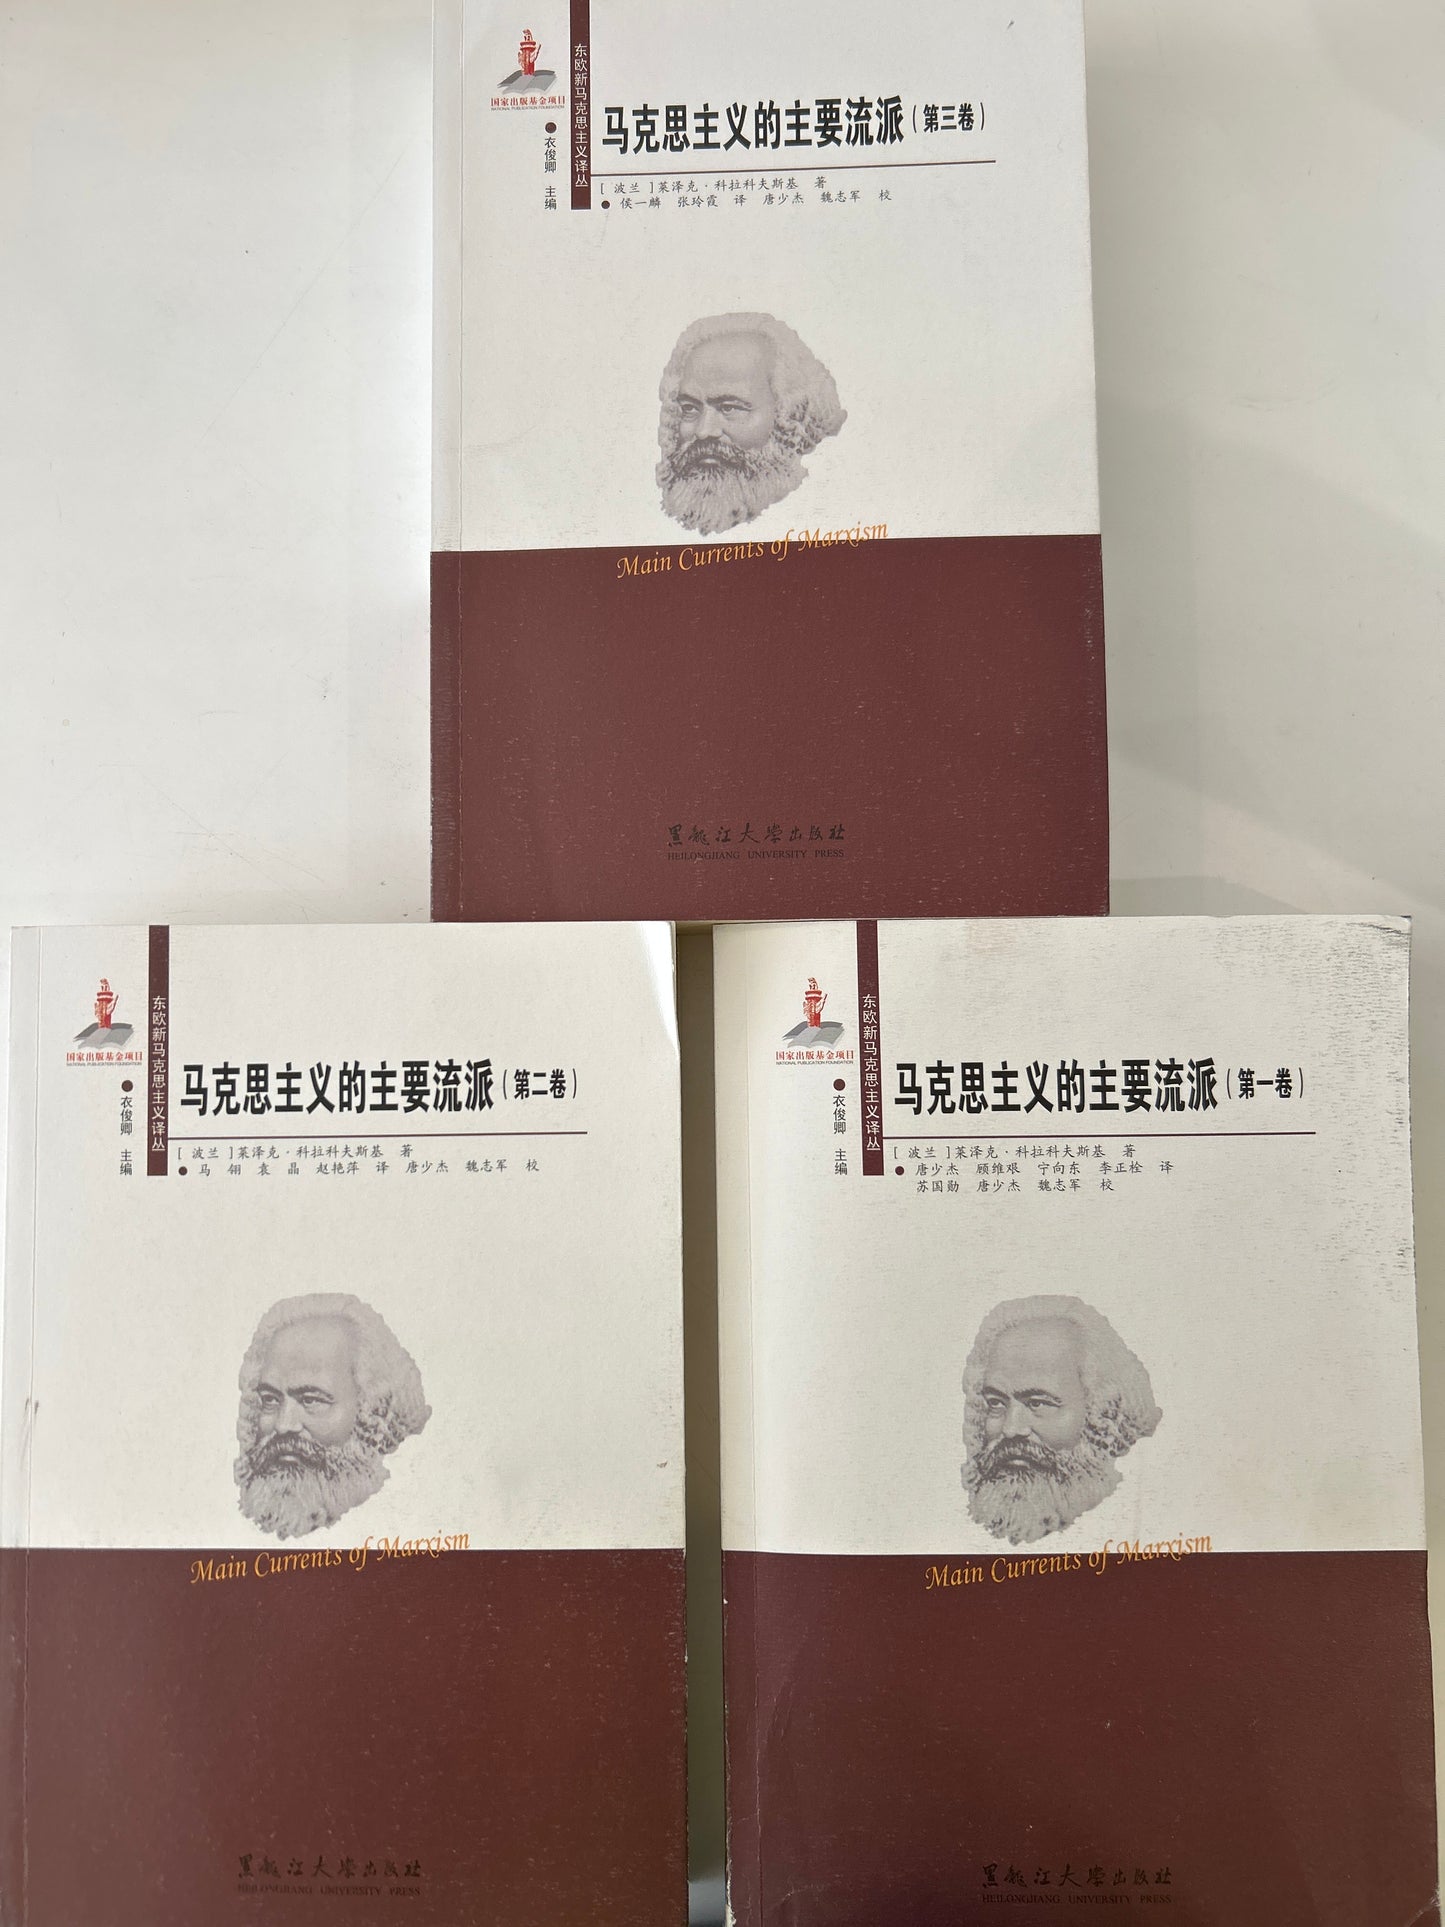 国家出版基金项目
NATIONAL PUBLICATION FOUNDATION
衣俊卿 主编
东欧新马克思主义译丛
马克思主义的主要流派(第三卷)
[ 波兰 ]莱泽克·科拉科夫斯基 著
● 侯一麟 张玲霞 译 唐少杰 魏志军 校
Main Currents of Marxism
黑龙江大学出版社
HEILONGJIANG UNIVERSITY PRESS
国家出版基金项目
NATIONAL PUBLICATION FOUNDATION
衣俊卿 主编
东欧新马克思主义译丛
马克思主义的主要流派(第二卷)
[ 波兰 ]莱泽克·科拉科夫斯基 著
● 马 翎 袁 晶 赵艳萍 译 唐少杰 魏志军 校
Main Currents of Marxism
黑龙江大学出版社
HEILONGJIANG UNIVERSITY PRESS
国家出版基金项目
NATIONAL PUBLICATION FOUNDATION
衣俊卿 主编
东欧新马克思主义译丛
马克思主义的主要流派(第一卷)
[ 波兰 ]莱泽克·科拉科夫斯基 著
● 唐少杰 顾维艰 宁向东 李正栓 译
苏国勋 唐少杰 魏志军 校
Main Currents of Marxism
黑龙江大学出版社
HEILONGJIANG UNIVERSITY PRESS